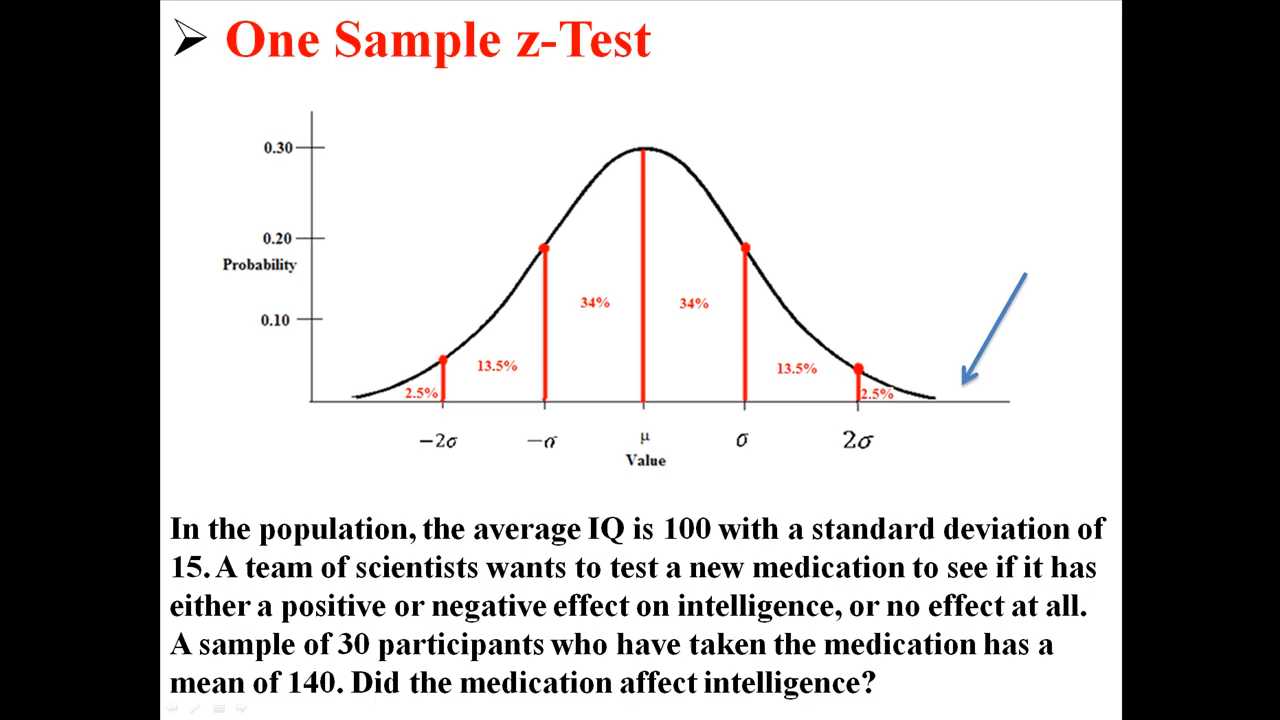 One Sample z-Test
0.30
0.20
Probability
0.10
34%
34%
13.5%
13.5%
2.5%
2.5%
−2σ
−σ
μ
σ
2σ
Value
In the population, the average IQ is 100 with a standard deviation of
15. A team of scientists wants to test a new medication to see if it has
either a positive or negative effect on intelligence, or no effect at all.
A sample of 30 participants who have taken the medication has a
mean of 140. Did the medication affect intelligence?